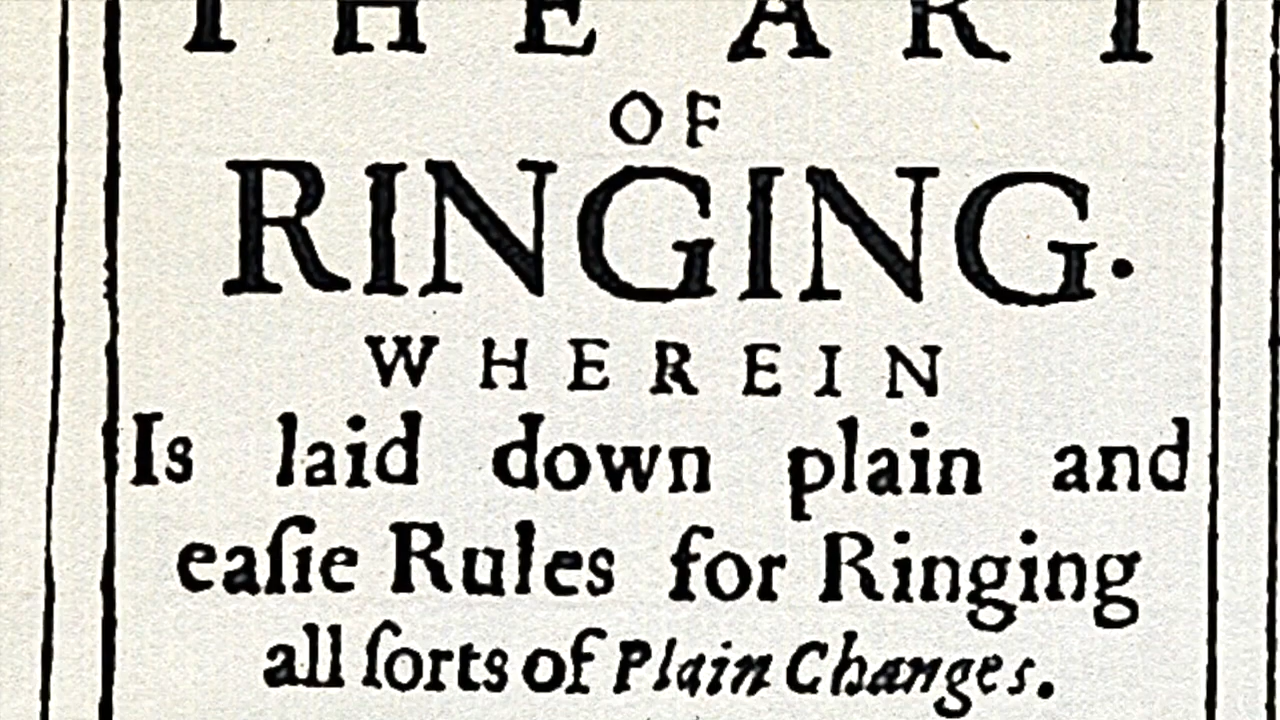 THE ART
OF
RINGING.
WHEREIN
Is laid down plain and
eaſie Rules for Ringing
all ſorts of Plain Changes.